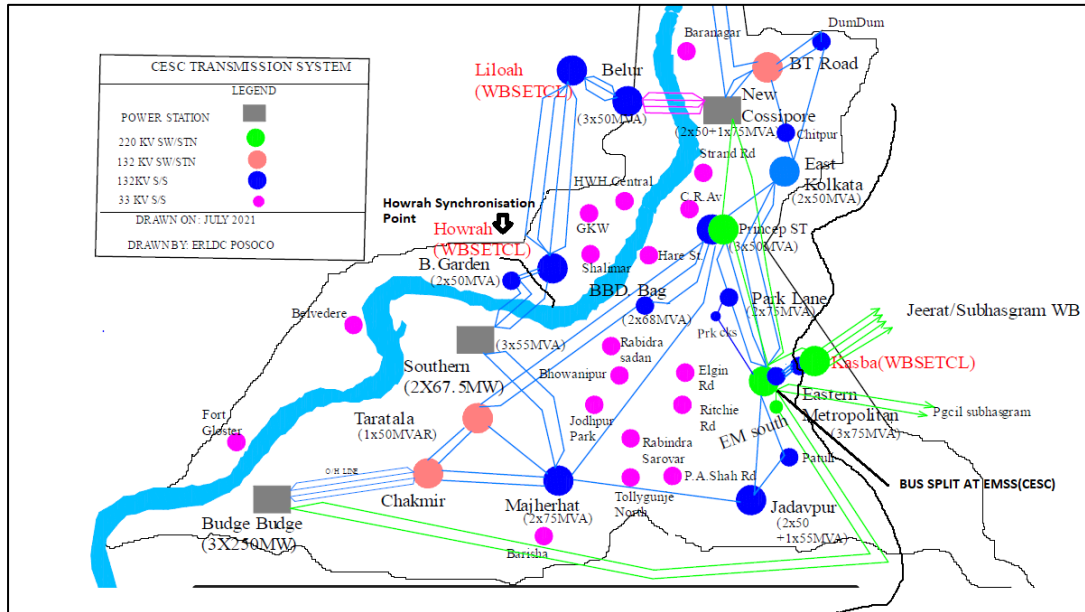 CESC TRANSMISSION SYSTEM
LEGEND
POWER STATION
220 KV SW/STN
132 KV SW/STN
132KV S/S
33 KV S/S
DRAWN ON: JULY 2021
DRAWN BY: ERLDC POSOCO
DumDum
Baranagar
BT Road
Liloah
(WBSETCL)
Belur
(3x50MVA)
New
Cossipore
(2x50+1x75MVA)
Chitpur
Strand Rd
East
Kolkata
(2x50MVA)
HWH Central
C.R.Av
Howrah Synchronisation
Point
Howrah
(WBSETCL)
GKW
Princep ST
(3x50MVA)
Shalimar
Hare St.
B. Garden
(2x50MVA)
BBD. Bag
(2x68MVA)
Park Lane
(2x75MVA)
Jeerat/Subhasgram WB
Belvedere
Prk cks
(3x55MVA)
Rabidra
sadan
Kasba(WBSETCL)
Southern
(2X67.5MW)
Bhowanipur
Elgin
Rd
Eastern
Metropolitan
(3x75MVA)
Pgcil subhasgram
Taratala
(1x50MVAR)
Fort
Gloster
Jodhpur
Park
Ritchie
Rd
EM south
Rabindra
Sarovar
Patuli
O/H LINE
P.A.Shah Rd
BUS SPLIT AT EMSS(CESC)
Chakmir
Majherhat
(2x75MVA)
Tollygunje
North
Jadavpur
(2x50
+1x55MVA)
Budge Budge
(3X250MW)
Barisha